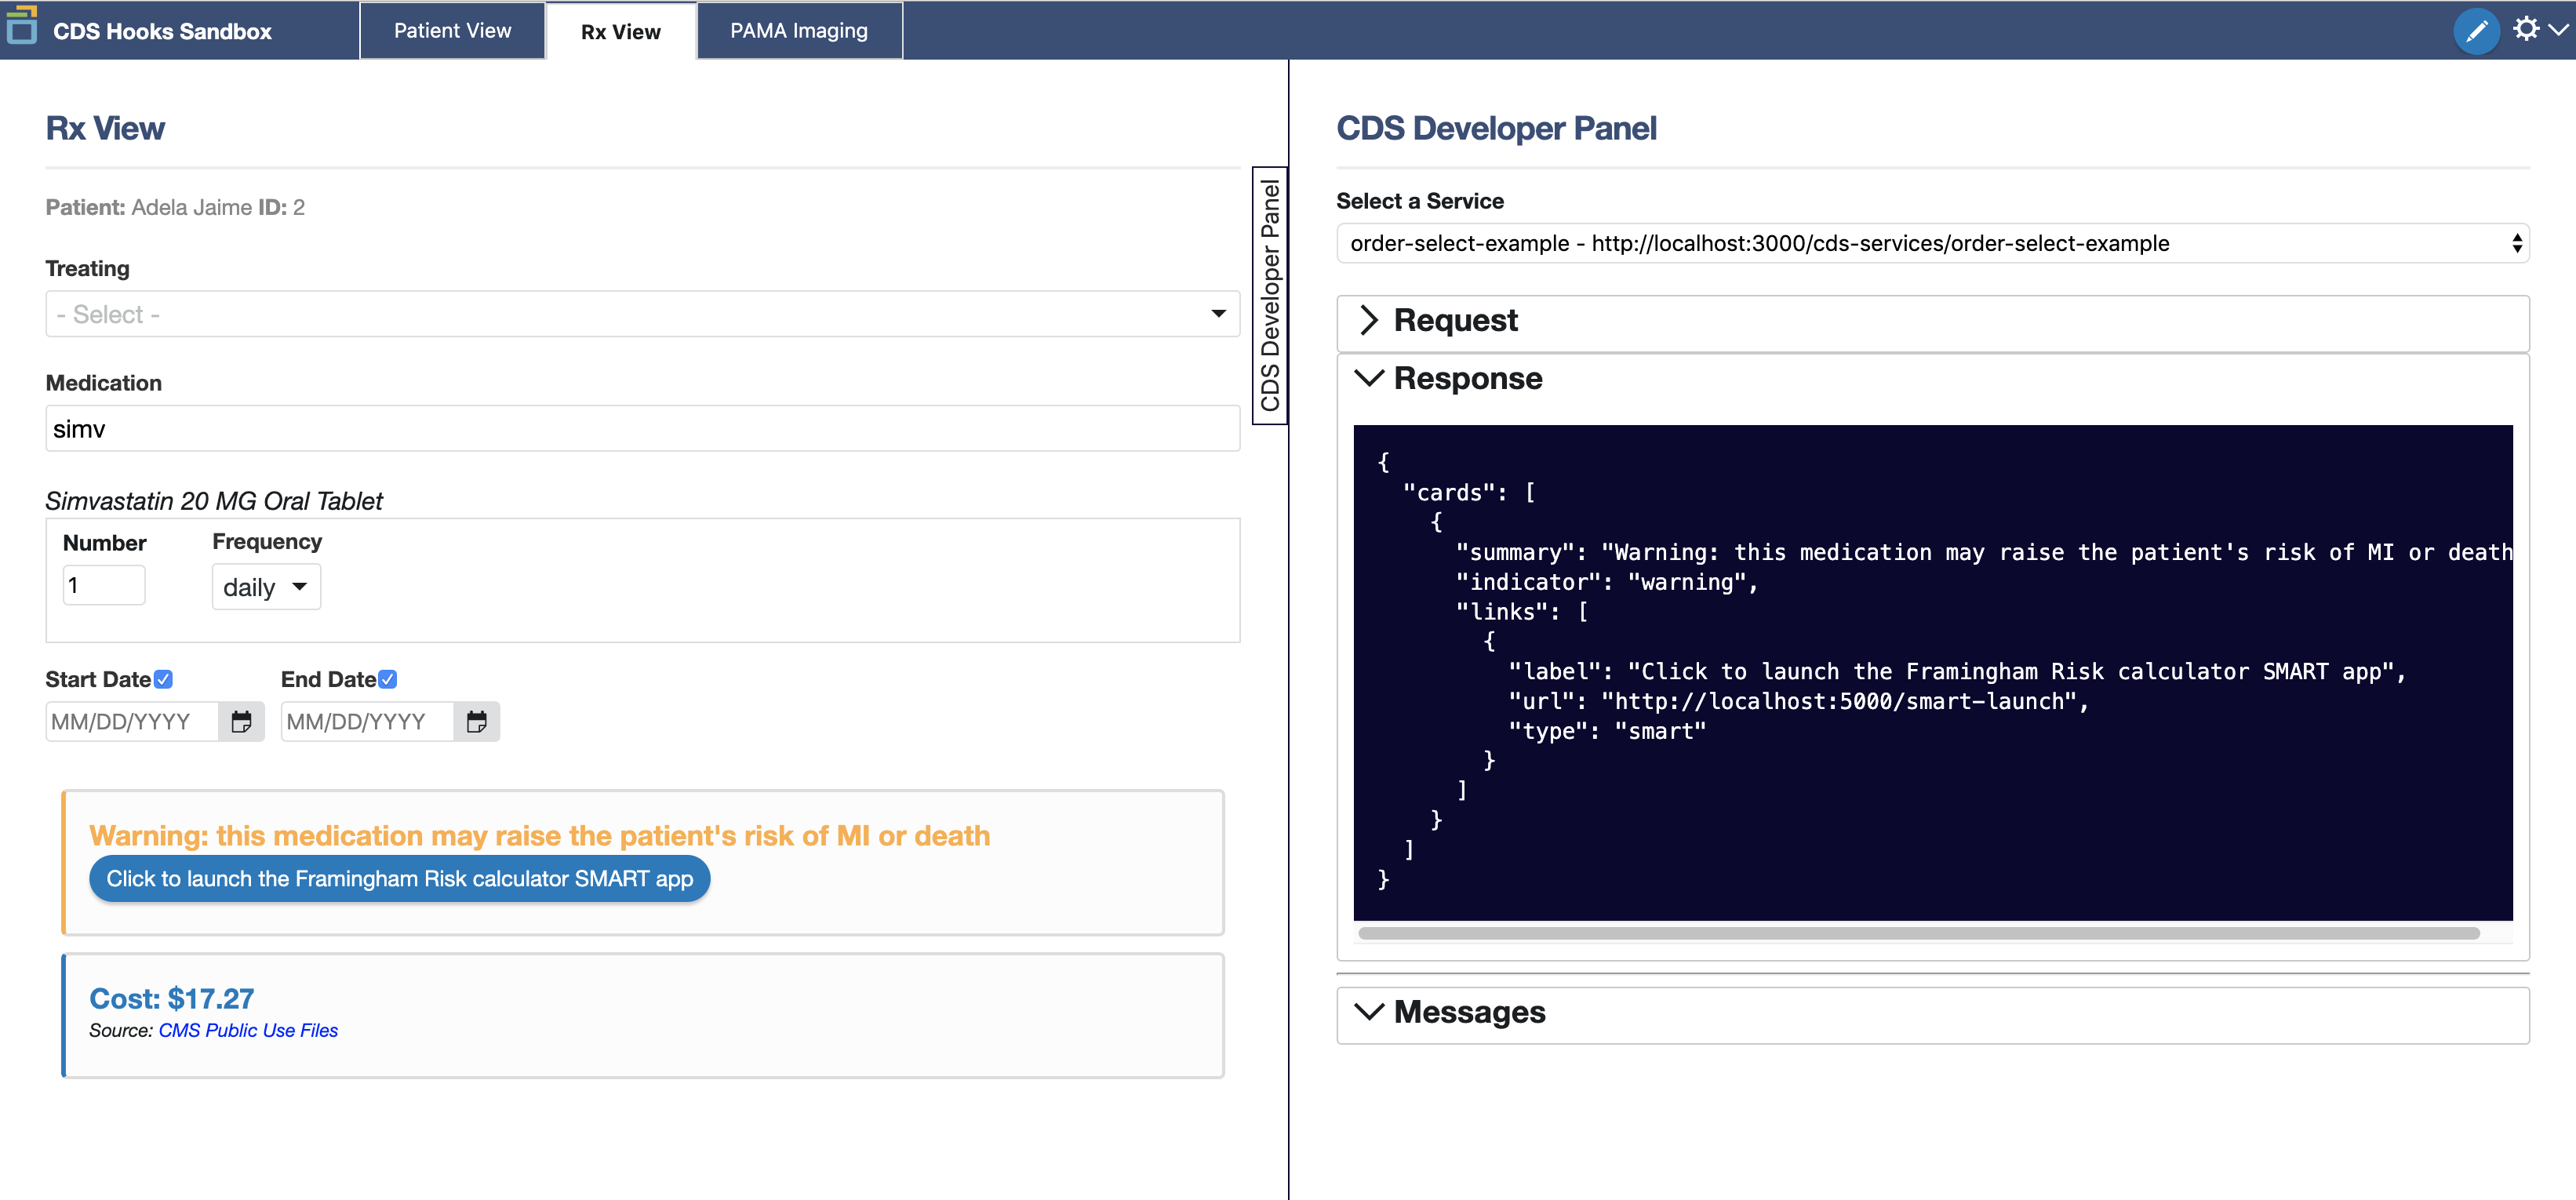 CDS Hooks Sandbox
Patient View
Rx View
PAMA Imaging
Rx View
Patient: Adela Jaime ID: 2
Treating
- Select -
Medication
simv
Simvastatin 20 MG Oral Tablet
Number
Frequency
1
daily
Start Date
End Date
MM/DD/YYYY
MM/DD/YYYY
Warning: this medication may raise the patient's risk of MI or death
Click to launch the Framingham Risk calculator SMART app
Cost: $17.27
Source: CMS Public Use Files
CDS Developer Panel
CDS Developer Panel
Select a Service
order-select-example - http://localhost:3000/cds-services/order-select-example
Request
Response
{
  "cards": [
    {
      "summary": "Warning: this medication may raise the patient's risk of MI or death
      "indicator": "warning",
      "links": [
        {
          "label": "Click to launch the Framingham Risk calculator SMART app",
          "url": "http://localhost:5000/smart-launch",
          "type": "smart"
        }
      ]
    }
  ]
}
Messages